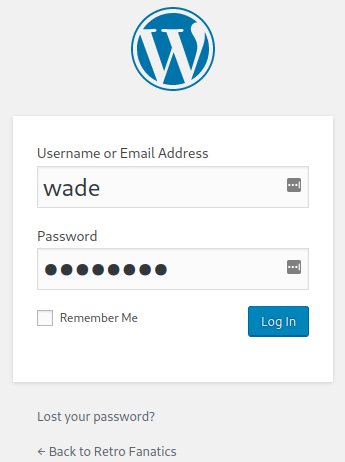 Username or Email Address
wade
Password
●●●●●●●●
Remember Me
Log In
Lost your password?
← Back to Retro Fanatics